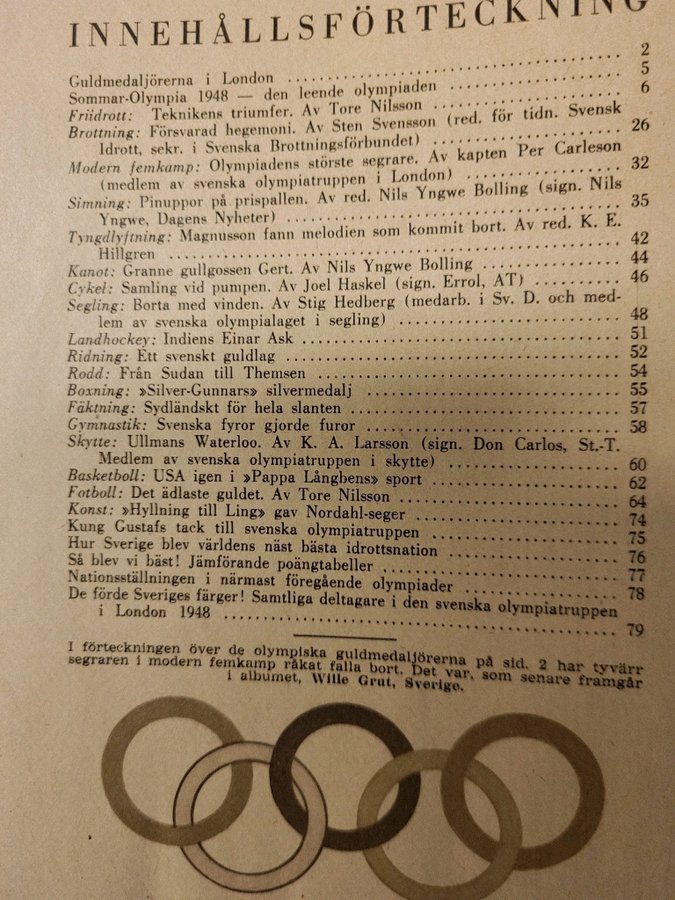 INNEHÅLLSFÖRTECKNING
Guldmedaljörerna i London ........ 2
Sommar-Olympia 1948 — den leende olympiaden ........ 5
Friidrott: Teknikens triumfer. Av Tore Nilsson ........ 6
Brottning: Försvarad hegemoni. Av Sten Svensson (red. för tidn. Svensk
Idrott, sekr. i Svenska Brottningsförbundet) ........ 26
Modern femkamp: Olympiadens störste segrare. Av kapten Per Carleson
(medlem av svenska olympiatruppen i London) ........ 32
Simning: Pinuppor på prispallen. Av red. Nils Yngwe Bolling (sign. Nils
Yngwe, Dagens Nyheter) ........ 35
Tyngdlyftning: Magnusson fann melodien som kommit bort. Av red. K. E.
Hillgren ........ 42
Kanot: Granne gullgossen Gert. Av Nils Yngwe Bolling ........ 44
Cykel: Samling vid pumpen. Av Joel Haskel (sign. Errol, AT) ........ 46
Segling: Borta med vinden. Av Stig Hedberg (medarb. i Sv. D. och med-
lem av svenska olympialaget i segling) ........ 48
Landhockey: Indiens Einar Ask ........ 51
Ridning: Ett svenskt guldlag ........ 52
Rodd: Från Sudan till Themsen ........ 54
Boxning: »Silver-Gunnars» silvermedalj ........ 55
Fäktning: Sydländskt för hela slanten ........ 57
Gymnastik: Svenska fyror gjorde furor ........ 58
Skytte: Ullmans Waterloo. Av K. A. Larsson (sign. Don Carlos, St.-T.
Medlem av svenska olympiatruppen i skytte) ........ 60
Basketboll: USA igen i »Pappa Långbens» sport ........ 62
Fotboll: Det ädlaste guldet. Av Tore Nilsson ........ 64
Konst: »Hyllning till Ling» gav Nordahl-seger ........ 74
Kung Gustafs tack till svenska olympiatruppen ........ 75
Hur Sverige blev världens näst bästa idrottsnation ........ 76
Så blev vi bäst! Jämförande poängtabeller ........ 77
Nationsställningen i närmast föregående olympiader ........ 78
De förde Sveriges färger! Samtliga deltagare i den svenska olympiatruppen
i London 1948 ........ 79
I förteckningen över de olympiska guldmedaljörerna på sid. 2 har tyvärr
segraren i modern femkamp råkat falla bort. Det var, som senare framgår
i albumet, Wille Grut, Sverige.